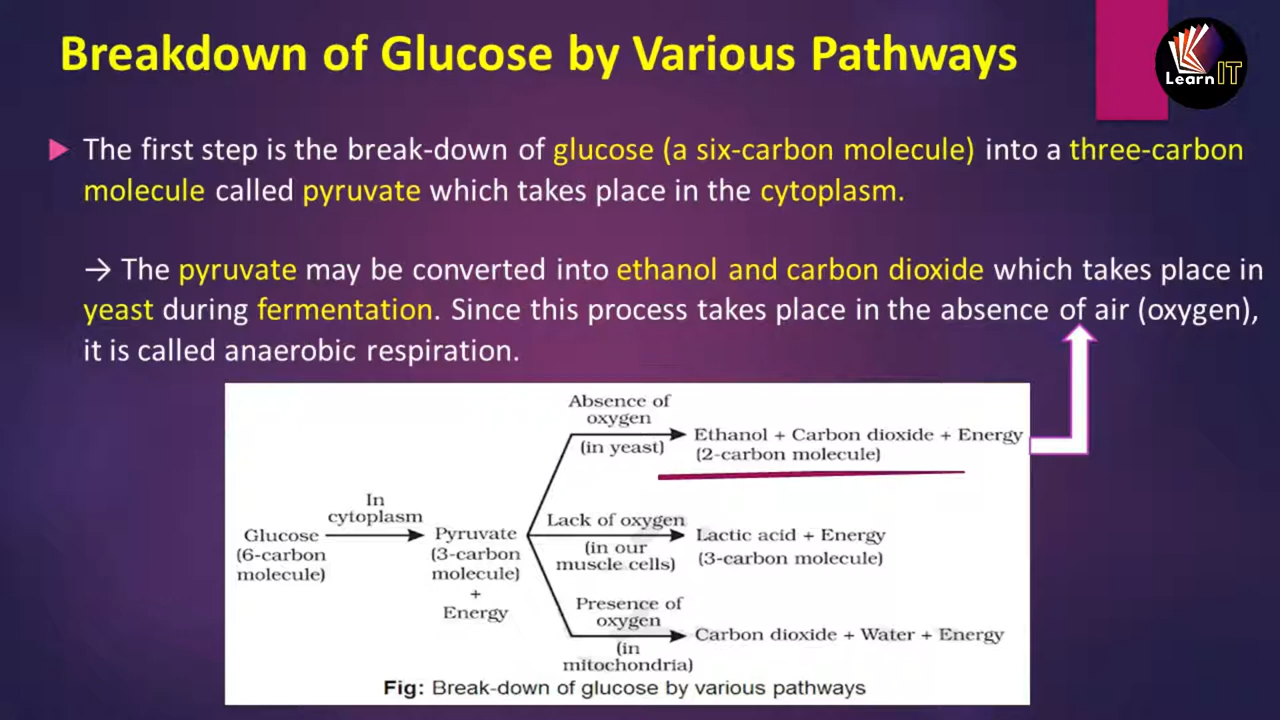 Breakdown of Glucose by Various Pathways
Learn IT
The first step is the break-down of glucose (a six-carbon molecule) into a three-carbon
molecule called pyruvate which takes place in the cytoplasm.
→ The pyruvate may be converted into ethanol and carbon dioxide which takes place in
yeast during fermentation. Since this process takes place in the absence of air (oxygen),
it is called anaerobic respiration.
Glucose
(6-carbon
molecule)
In
cytoplasm
Pyruvate
(3-carbon
molecule)
+
Energy
Absence of
oxygen
(in yeast)
Ethanol + Carbon dioxide + Energy
(2-carbon molecule)
Lack of oxygen
(in our
muscle cells)
Lactic acid + Energy
(3-carbon molecule)
Presence of
oxygen
(in
mitochondria)
Carbon dioxide + Water + Energy
Fig: Break-down of glucose by various pathways